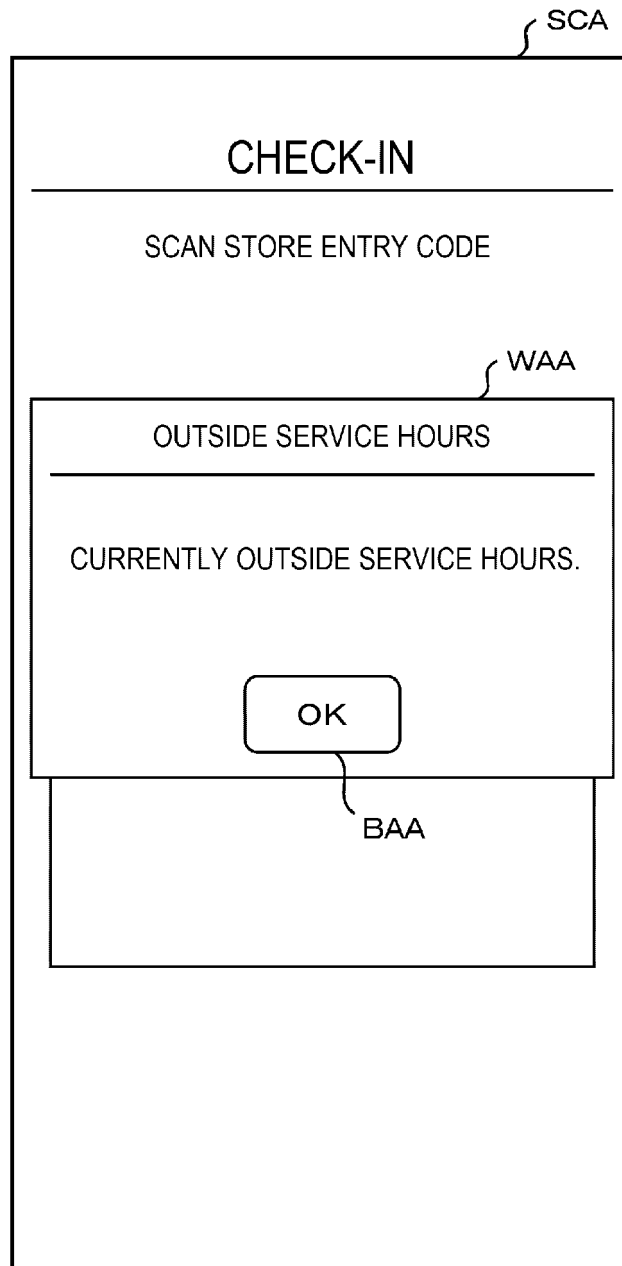 SCA
CHECK-IN
SCAN STORE ENTRY CODE
WAA
OUTSIDE SERVICE HOURS
CURRENTLY OUTSIDE SERVICE HOURS.
OK
BAA